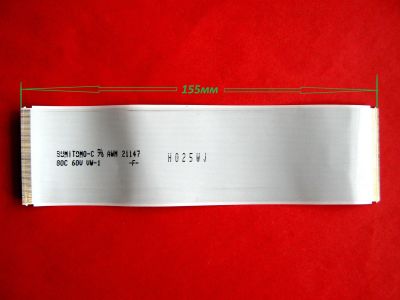 155мм
SUMITOMO-C AWM 21147
80C 60V VW-1 -F-
H025WJ